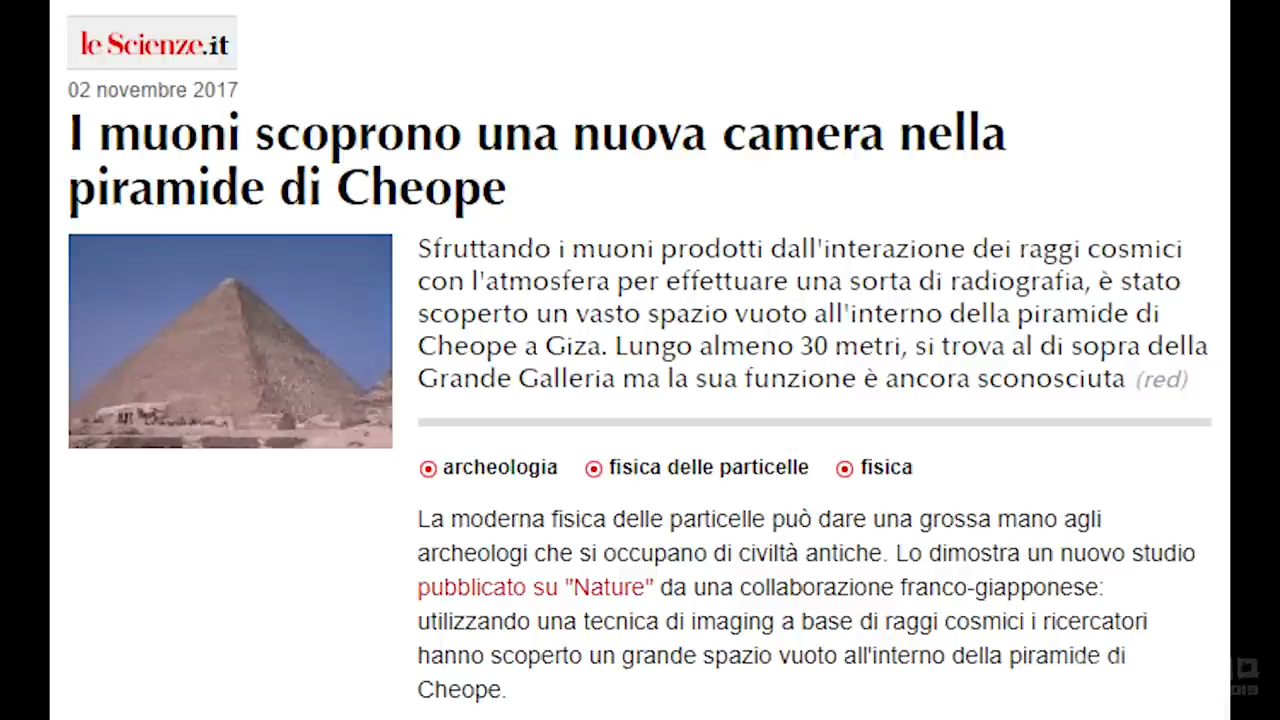 le Scienze.it
02 novembre 2017
I muoni scoprono una nuova camera nella
piramide di Cheope
Sfruttando i muoni prodotti dall'interazione dei raggi cosmici
con l'atmosfera per effettuare una sorta di radiografia, è stato
scoperto un vasto spazio vuoto all'interno della piramide di
Cheope a Giza. Lungo almeno 30 metri, si trova al di sopra della
Grande Galleria ma la sua funzione è ancora sconosciuta (red)
archeologia fisica delle particelle fisica
La moderna fisica delle particelle può dare una grossa mano agli
archeologi che si occupano di civiltà antiche. Lo dimostra un nuovo studio
pubblicato su "Nature" da una collaborazione franco-giapponese:
utilizzando una tecnica di imaging a base di raggi cosmici i ricercatori
hanno scoperto un grande spazio vuoto all'interno della piramide di
Cheope.